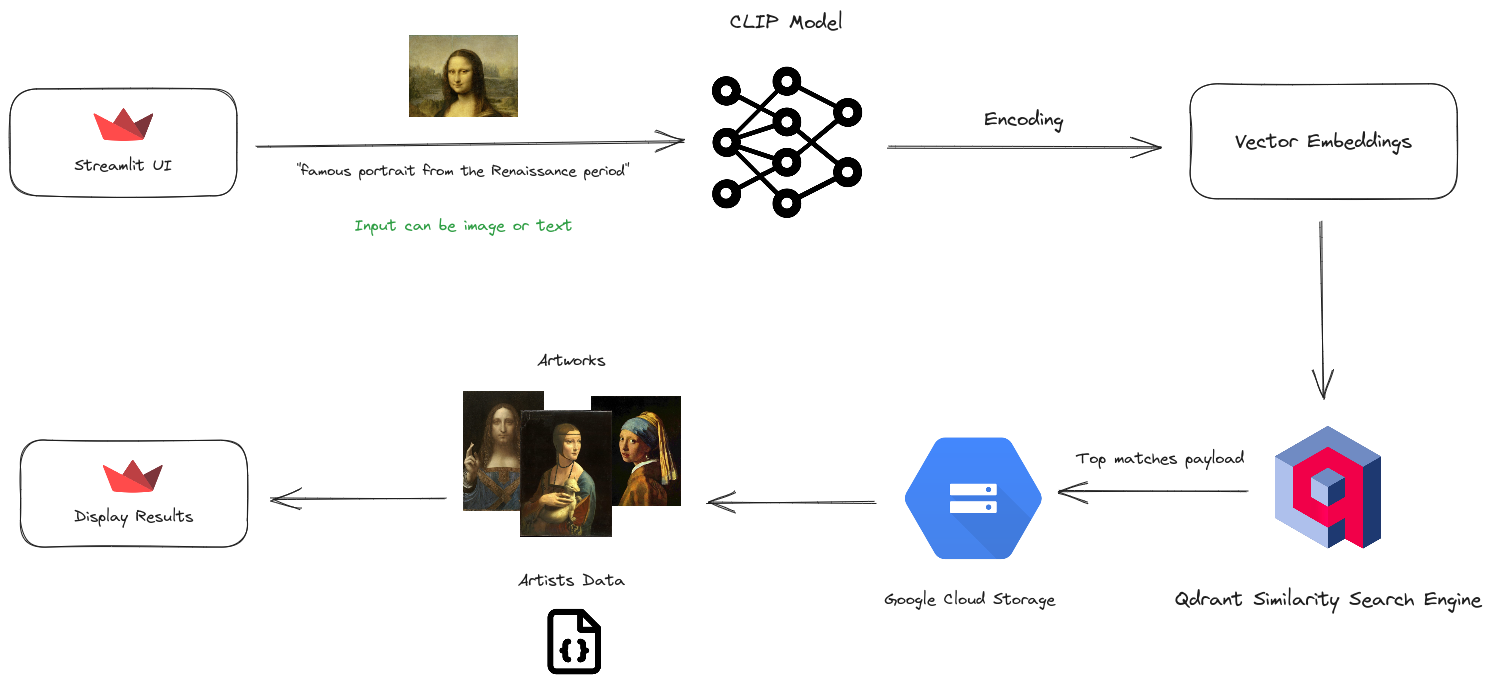 CLIP Model
Streamlit UI
"famous portrait from the Renaissance period"
Input can be image or text
Encoding
Vector Embeddings
Top matches payload
Qdrant Similarity Search Engine
Google Cloud Storage
Artworks
Artists Data
{}
Display Results